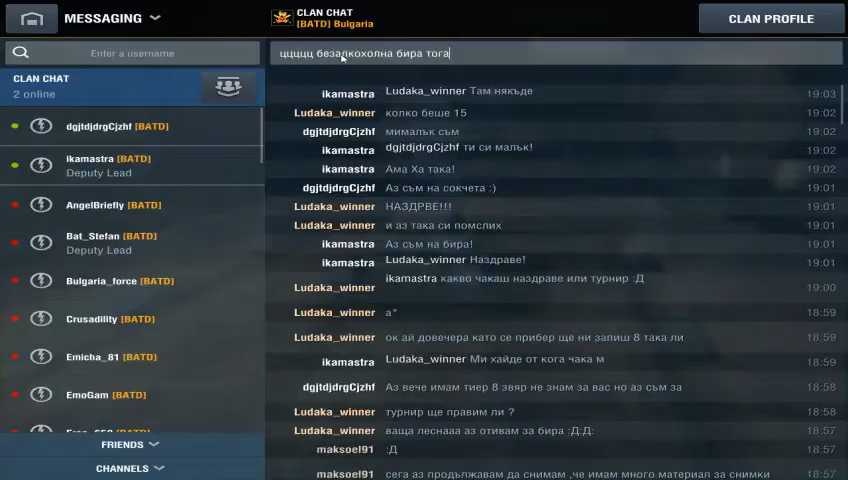 MESSAGING
CLAN CHAT
[BATD] Bulgaria
CLAN PROFILE
Enter a username
ццццц безалкохолна бира тога
CLAN CHAT
2 online
dgjtdjdrgCjzhf [BATD]
ikamastra [BATD]
Deputy Lead
AngelBriefly [BATD]
Bat_Stefan [BATD]
Deputy Lead
Bulgaria_force [BATD]
Crusadility [BATD]
Emicha_81 [BATD]
EmoGam [BATD]
FRIENDS
CHANNELS
ikamastra Ludaka_winner Там някъде 19:03
Ludaka_winner колко беше 15 19:02
dgjtdjdrgCjzhf мималък съм 19:02
ikamastra dgjtdjdrgCjzhf ти си малък! 19:02
ikamastra Ама Ха така! 19:02
dgjtdjdrgCjzhf Аз съм на сокчета :) 19:01
Ludaka_winner НАЗДРВЕ!!! 19:01
Ludaka_winner и аз така си помслих 19:01
ikamastra Аз съм на бира! 19:01
ikamastra Ludaka_winner Наздраве! 19:01
Ludaka_winner ikamastra какво чакаш наздраве или турнир :Д 19:00
Ludaka_winner а* 18:59
Ludaka_winner ок ай довечера като се прибер ще ни запиш 8 така ли 18:59
ikamastra Ludaka_winner Ми хайде от кога чака м 18:59
dgjtdjdrgCjzhf Аз вече имам тиер 8 звяр не знам за вас но аз съм за 18:58
Ludaka_winner турнир ще правим ли ? 18:58
Ludaka_winner ваща леснааа аз отивам за бира :Д:Д: 18:57
maksoel91 :Д 18:57
maksoel91 сега аз продължавам да снимам ,че имам много материал за снимки 18:57